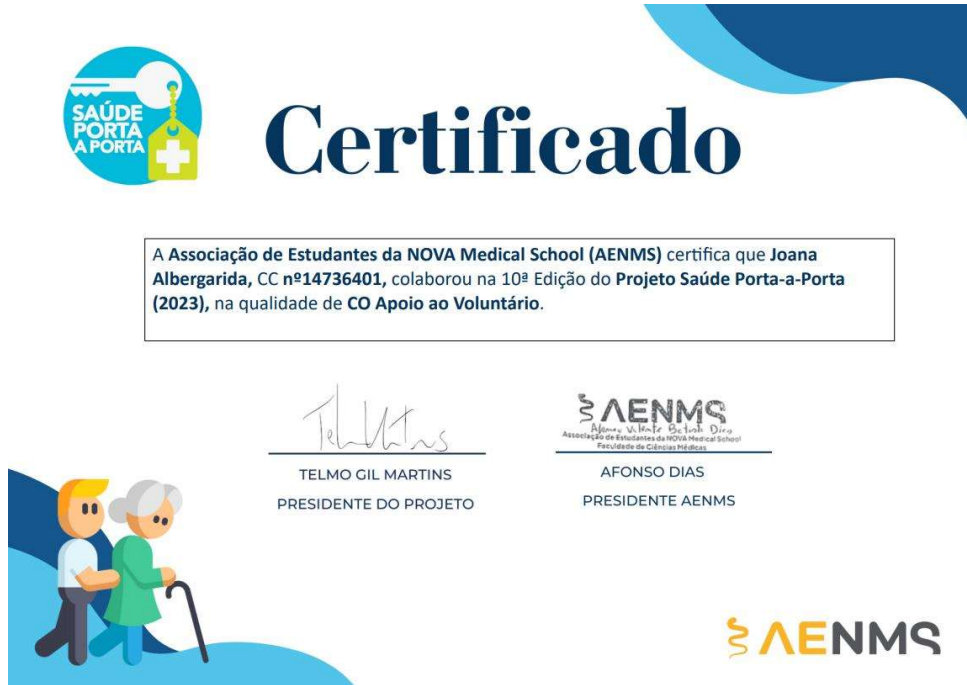 SAÚDE
PORTA
A PORTA
Certificado
A Associação de Estudantes da NOVA Medical School (AENMS) certifica que Joana
Albergarida, CC nº14736401, colaborou na 10ª Edição do Projeto Saúde Porta-a-Porta
(2023), na qualidade de CO Apoio ao Voluntário.
AENMS
Associação de Estudantes da NOVA Medical School
Faculdade de Ciências Médicas
TELMO GIL MARTINS
PRESIDENTE DO PROJETO
AFONSO DIAS
PRESIDENTE AENMS
AENMS